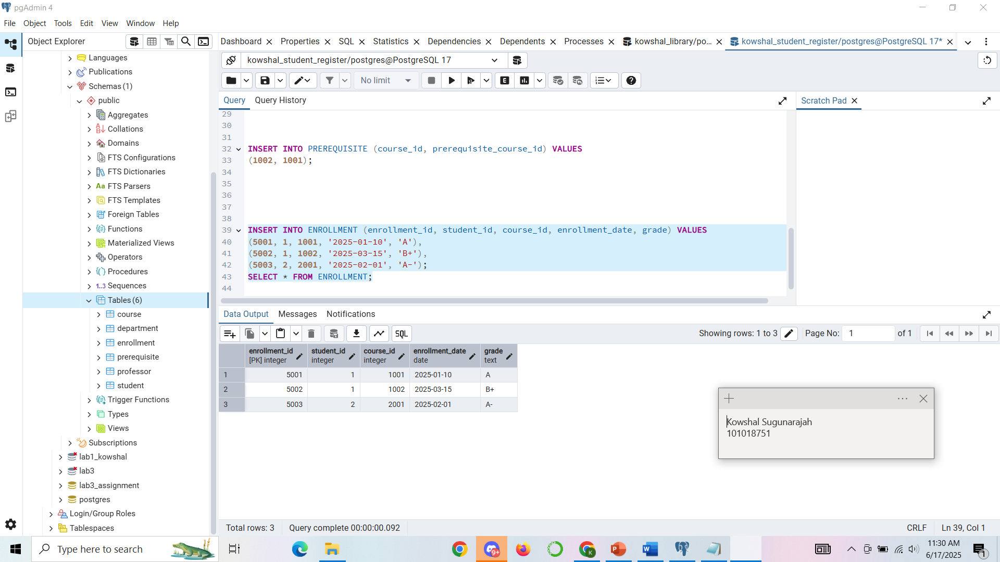 pgAdmin 4
File Object Tools Edit View Window Help
Object Explorer
Dashboard Properties SQL Statistics Dependencies Dependents Processes kowshal_library/po... kowshal_student_register/postgres@PostgreSQL 17*
kowshal_student_register/postgres@PostgreSQL 17
No limit
E
Query Query History
Scratch Pad
Languages
Publications
Schemas (1)
public
Aggregates
Collations
Domains
FTS Configurations
FTS Dictionaries
Aa FTS Parsers
FTS Templates
Foreign Tables
Functions
Materialized Views
Operators
Procedures
1..3 Sequences
Tables (6)
course
department
enrollment
prerequisite
professor
student
Trigger Functions
Types
Views
Subscriptions
lab1_kowshal
lab3
lab3_assignment
postgres
Login/Group Roles
Tablespaces
29
30
31
32 INSERT INTO PREREQUISITE (course_id, prerequisite_course_id) VALUES
33 (1002, 1001);
34
35
36
37
38
39 INSERT INTO ENROLLMENT (enrollment_id, student_id, course_id, enrollment_date, grade) VALUES
40 (5001, 1, 1001, '2025-01-10', 'A'),
41 (5002, 1, 1002, '2025-03-15', 'B+'),
42 (5003, 2, 2001, '2025-02-01', 'A-');
43 SELECT * FROM ENROLLMENT;
44
Data Output Messages Notifications
SQL
Showing rows: 1 to 3 Page No: 1 of 1
enrollment_id student_id course_id enrollment_date grade
[PK] integer integer integer date text
1 5001 1 1001 2025-01-10 A
2 5002 1 1002 2025-03-15 B+
3 5003 2 2001 2025-02-01 A-
Kowshal Sugunarajah
101018751
Total rows: 3 Query complete 00:00:00.092 CRLF Ln 39, Col 1
Type here to search
9+
K
11:30 AM
6/17/2025
1